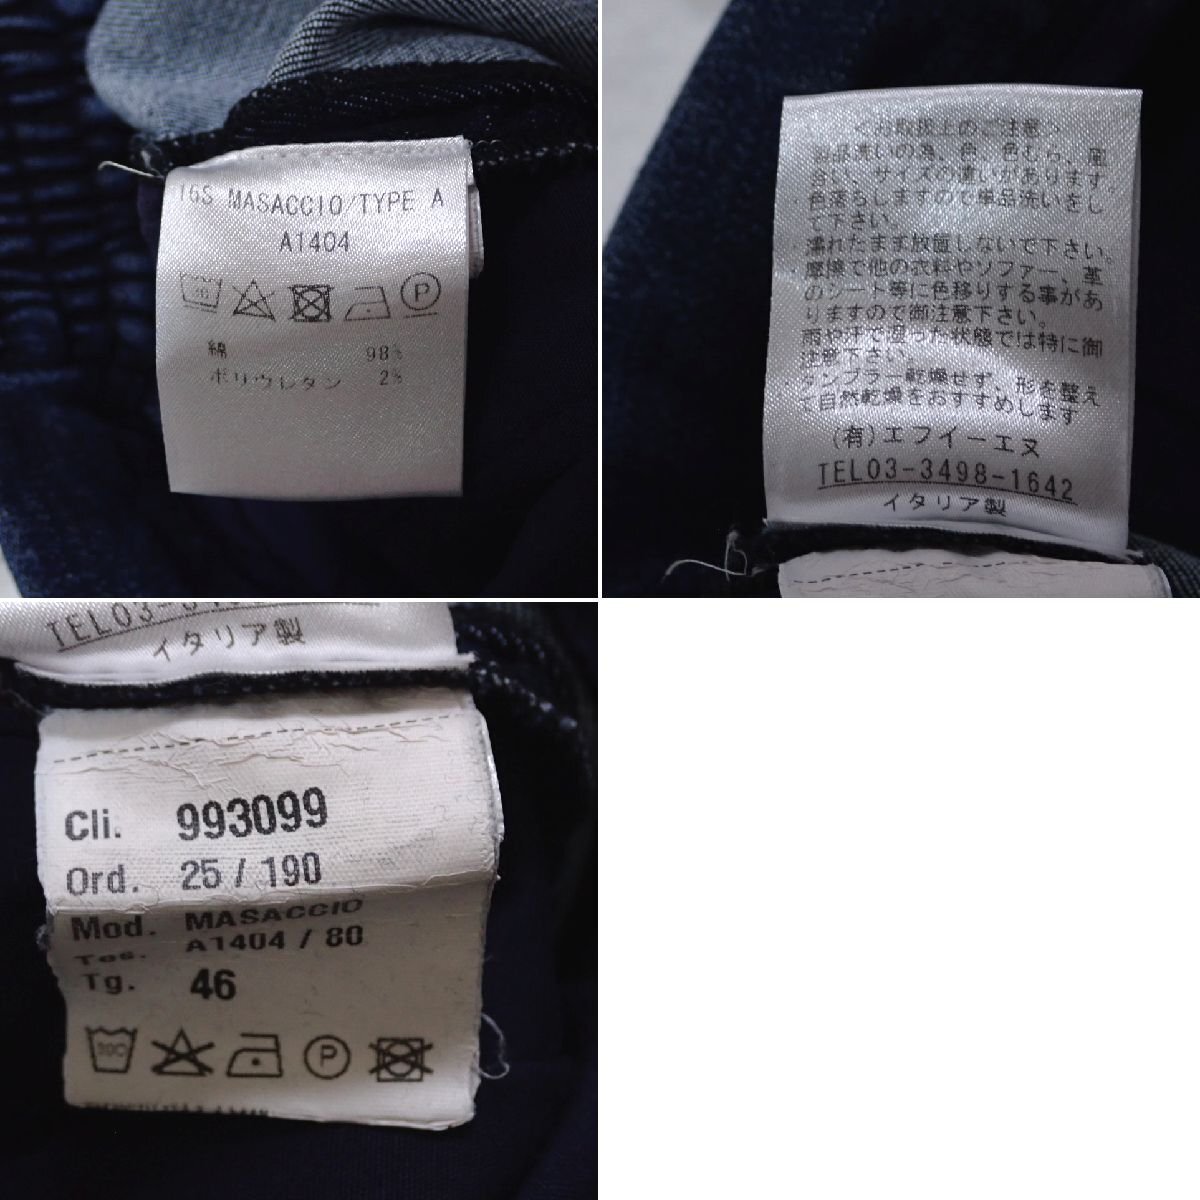 16S MASACCIO/TYPE A
A1404
P
綿 98%
ポリウレタン 2%
<お取扱上のご注意>
製品洗いの為、色、色むら、風
合い、サイズの違いがあります
色落ちしますので単品洗いをし
て下さい。
濡れたまま放置しないで下さい。
摩擦で他の衣料やソファー、革
のシート等に色移りする事があ
りますので御注意下さい。
雨や汗で湿った状態では特に御
注意下さい。
タンブラー乾燥せず、形を整え
て自然乾燥をおすすめします
(有)エフイーエヌ
TEL03-3498-1642
イタリア製
TEL03-3498-
イタリア製
Cli. 993099
Ord. 25 / 190
Mod. MASACCIO
Tes. A1404 / 80
Tg. 46
30C P